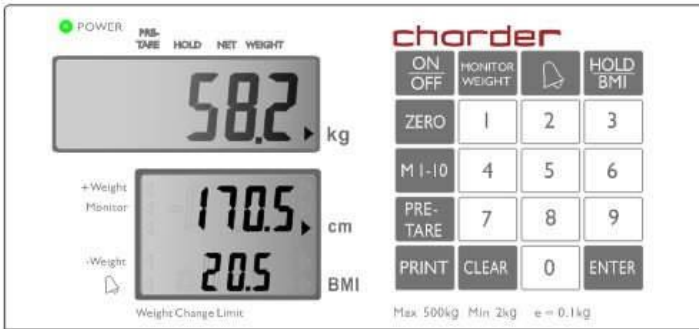 POWER
PRE-
TARE HOLD NET WEIGHT
58.2 kg
+Weight
Monitor
170.5 cm
-Weight
20.5 BMI
Weight Change Limit
charder
ON
OFF
MONITOR
WEIGHT
HOLD
BMI
ZERO 1 2 3
M 1-10 4 5 6
PRE-
TARE 7 8 9
PRINT CLEAR 0 ENTER
Max 500kg Min 2kg e = 0.1kg